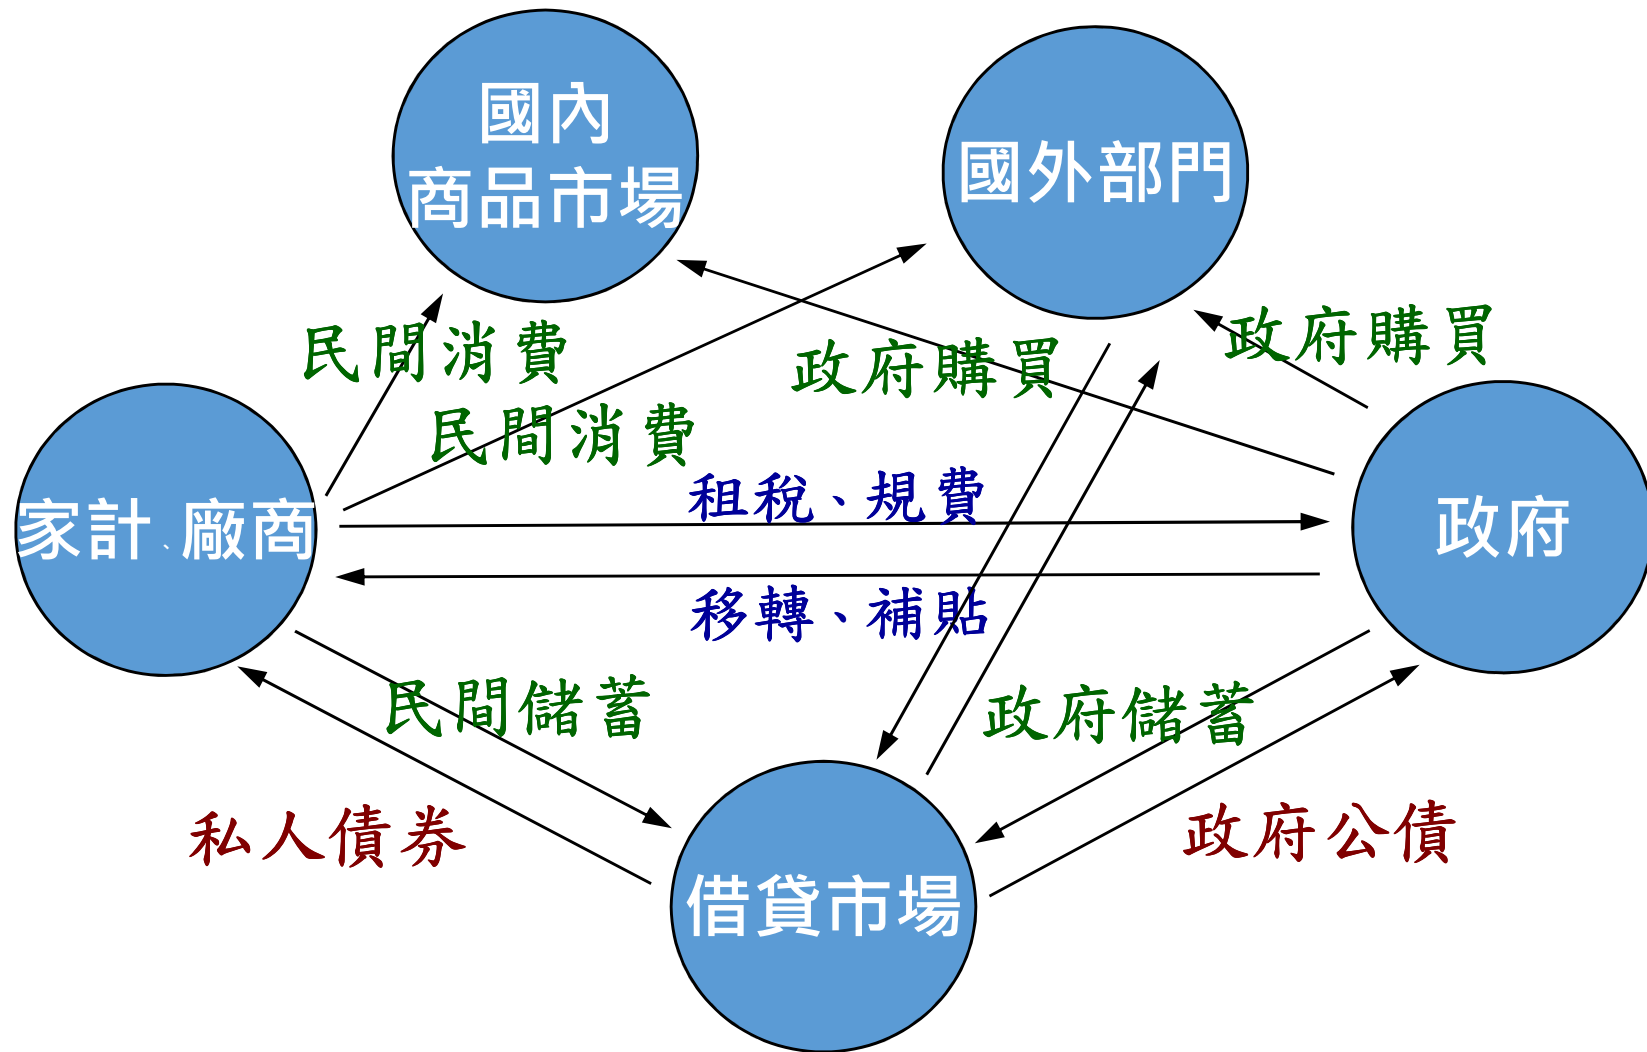 國內
商品市場
國外部門
民間消費
政府購買
政府購買
民間消費
租稅、規費
家計、廠商
政府
移轉、補貼
民間儲蓄
政府儲蓄
私人債券
政府公債
借貸市場